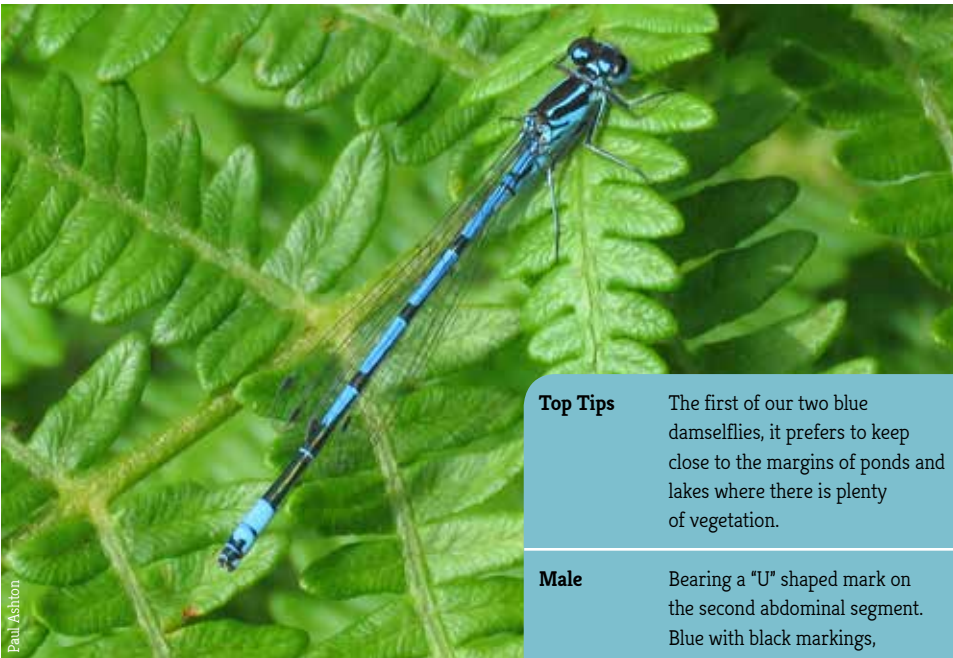 Top Tips
The first of our two blue
damselflies, it prefers to keep
close to the margins of ponds and
lakes where there is plenty
of vegetation.
Male
Bearing a “U” shaped mark on
the second abdominal segment.
Blue with black markings,
Paul Ashton